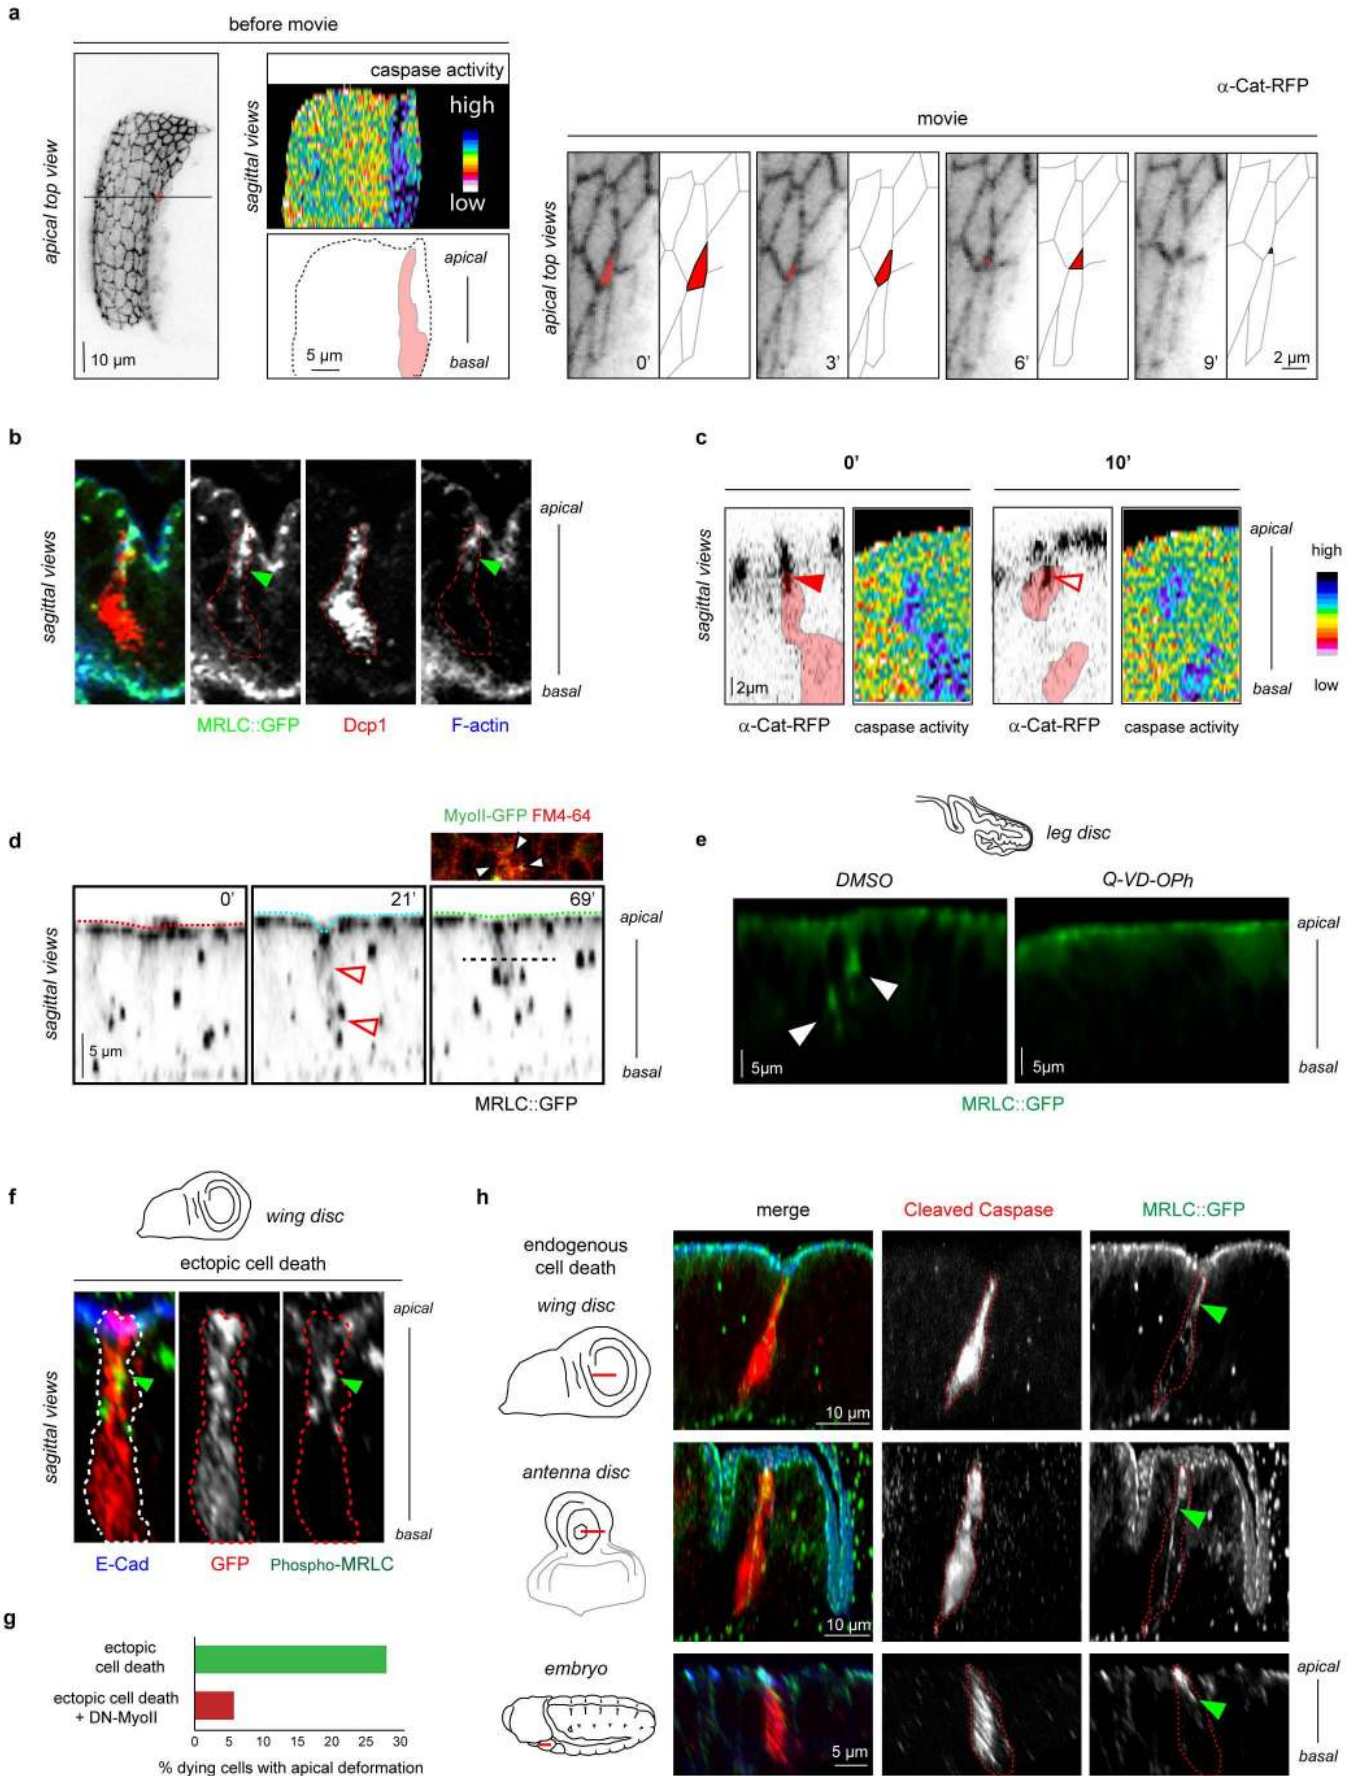 a
before movie
apical top view
10 µm
sagittal views
caspase activity
high
low
apical
basal
5 µm
α-Cat-RFP
movie
apical top views
0'
3'
6'
9'
2 µm
b
sagittal views
apical
basal
MRLC::GFP
Dcp1
F-actin
c
0'
10'
sagittal views
2µm
apical
basal
high
low
α-Cat-RFP
caspase activity
α-Cat-RFP
caspase activity
d
MyoII-GFP FM4-64
sagittal views
0'
21'
69'
5 µm
apical
basal
MRLC::GFP
e
leg disc
DMSO
Q-VD-OPh
5µm
5µm
apical
basal
MRLC::GFP
f
wing disc
ectopic cell death
sagittal views
apical
basal
E-Cad
GFP
Phospho-MRLC
g
ectopic
cell death
ectopic cell death
+ DN-MyoII
0 5 10 15 20 25 30
% dying cells with apical deformation
h
merge
Cleaved Caspase
MRLC::GFP
endogenous
cell death
wing disc
10 µm
antenna disc
10 µm
embryo
5 µm
apical
basal